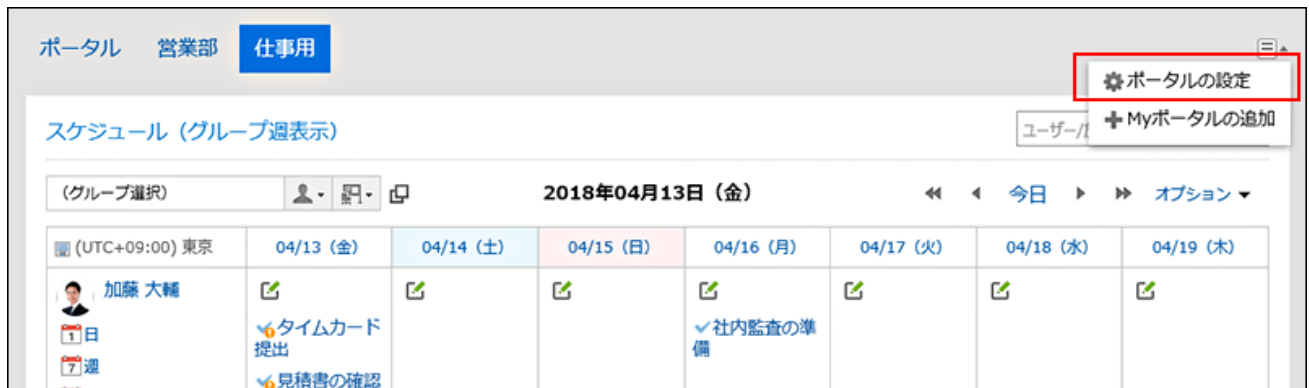 ポータル 営業部 仕事用
ポータルの設定
Myポータルの追加
スケジュール（グループ週表示）
ユーザー/
(グループ選択) 2018年04月13日（金） 今日 オプション
(UTC+09:00) 東京 04/13（金） 04/14（土） 04/15（日） 04/16（月） 04/17（火） 04/18（水） 04/19（木）
加藤 大輔
1 日
7 週
タイムカード
提出
見積書の確認
社内監査の準
備